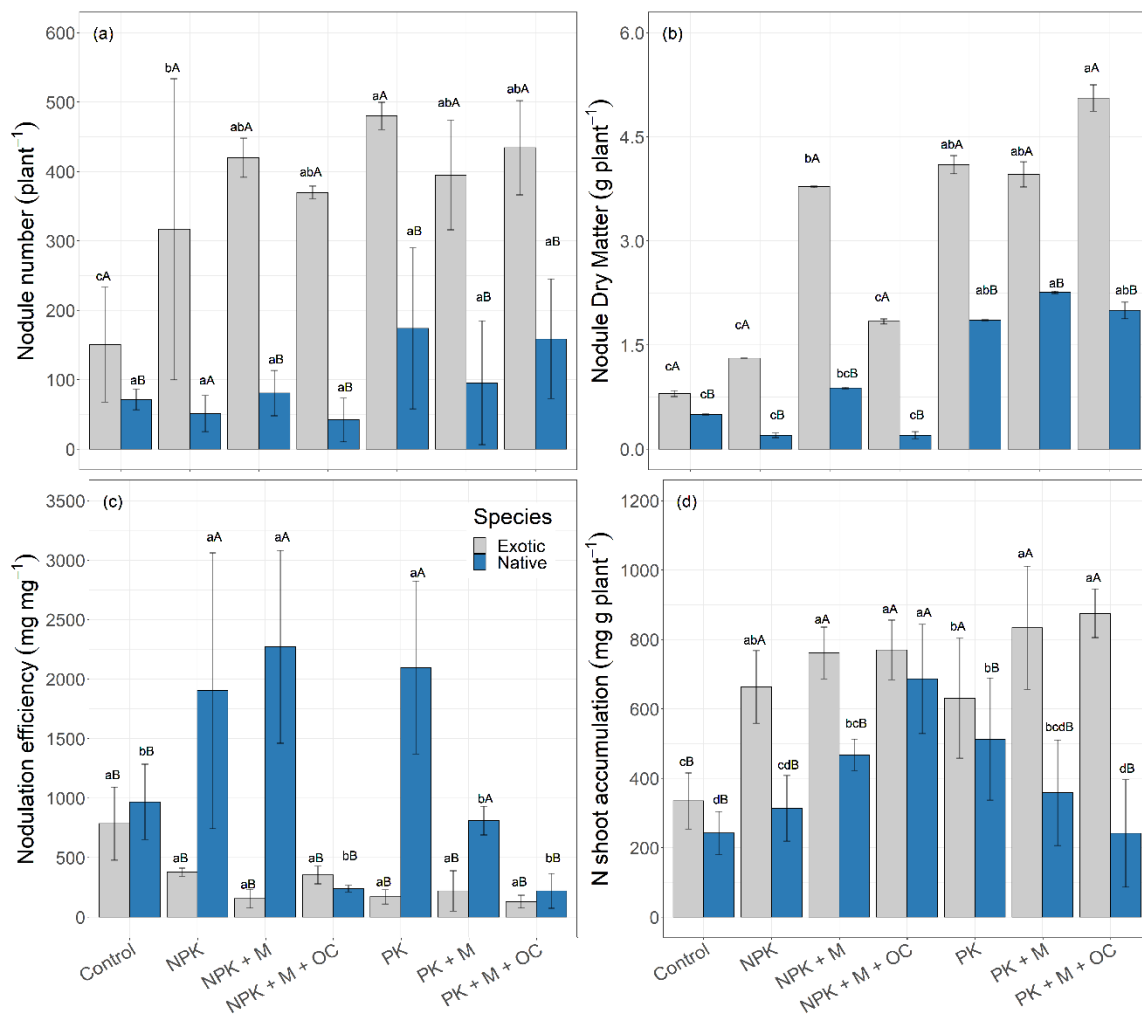 (a)
Nodule number (plant⁻¹)
600
500
400
300
200
100
0
bA
abA
abA
aA
abA
abA
cA
aB
aA
aB
aB
aB
aB
aB
(b)
Nodule Dry Matter (g plant⁻¹)
6.0
4.5
3.0
1.5
0.0
cA
cB
cA
cB
bA
bcB
cA
cB
abA
abB
abA
aB
aA
abB
(c)
Nodulation efficiency (mg mg⁻¹)
3500
3000
2500
2000
1500
1000
500
0
Species
Exotic
Native
aB
bB
aB
aA
aB
aA
aB
bB
aB
aA
aB
bA
aB
bB
Control
NPK
NPK + M
NPK + M + OC
PK
PK + M
PK + M + OC
(d)
N shoot accumulation (mg g plant⁻¹)
1200
1000
800
600
400
200
0
cB
dB
abA
cdB
aA
bcB
aA
aA
bA
bB
aA
bcdB
aA
dB
Control
NPK
NPK + M
NPK + M + OC
PK
PK + M
PK + M + OC